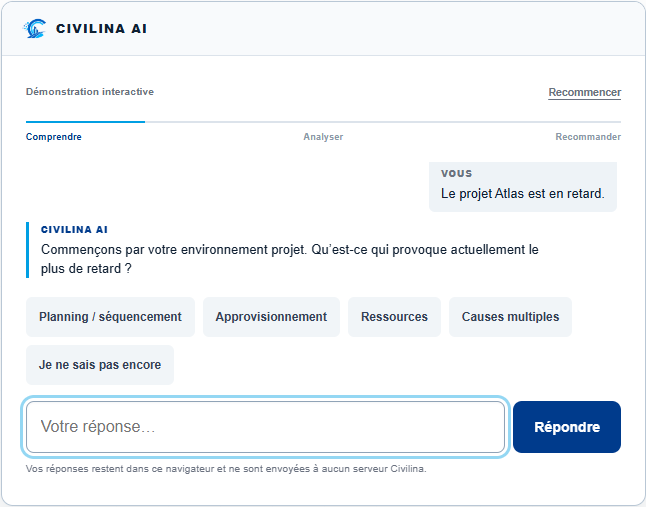 CIVILINA AI
Démonstration interactive
Recommencer
Comprendre
Analyser
Recommander
VOUS
Le projet Atlas est en retard.
CIVILINA AI
Commençons par votre environnement projet. Qu’est-ce qui provoque actuellement le
plus de retard ?
Planning / séquencement
Approvisionnement
Ressources
Causes multiples
Je ne sais pas encore
Votre réponse…
Répondre
Vos réponses restent dans ce navigateur et ne sont envoyées à aucun serveur Civilina.